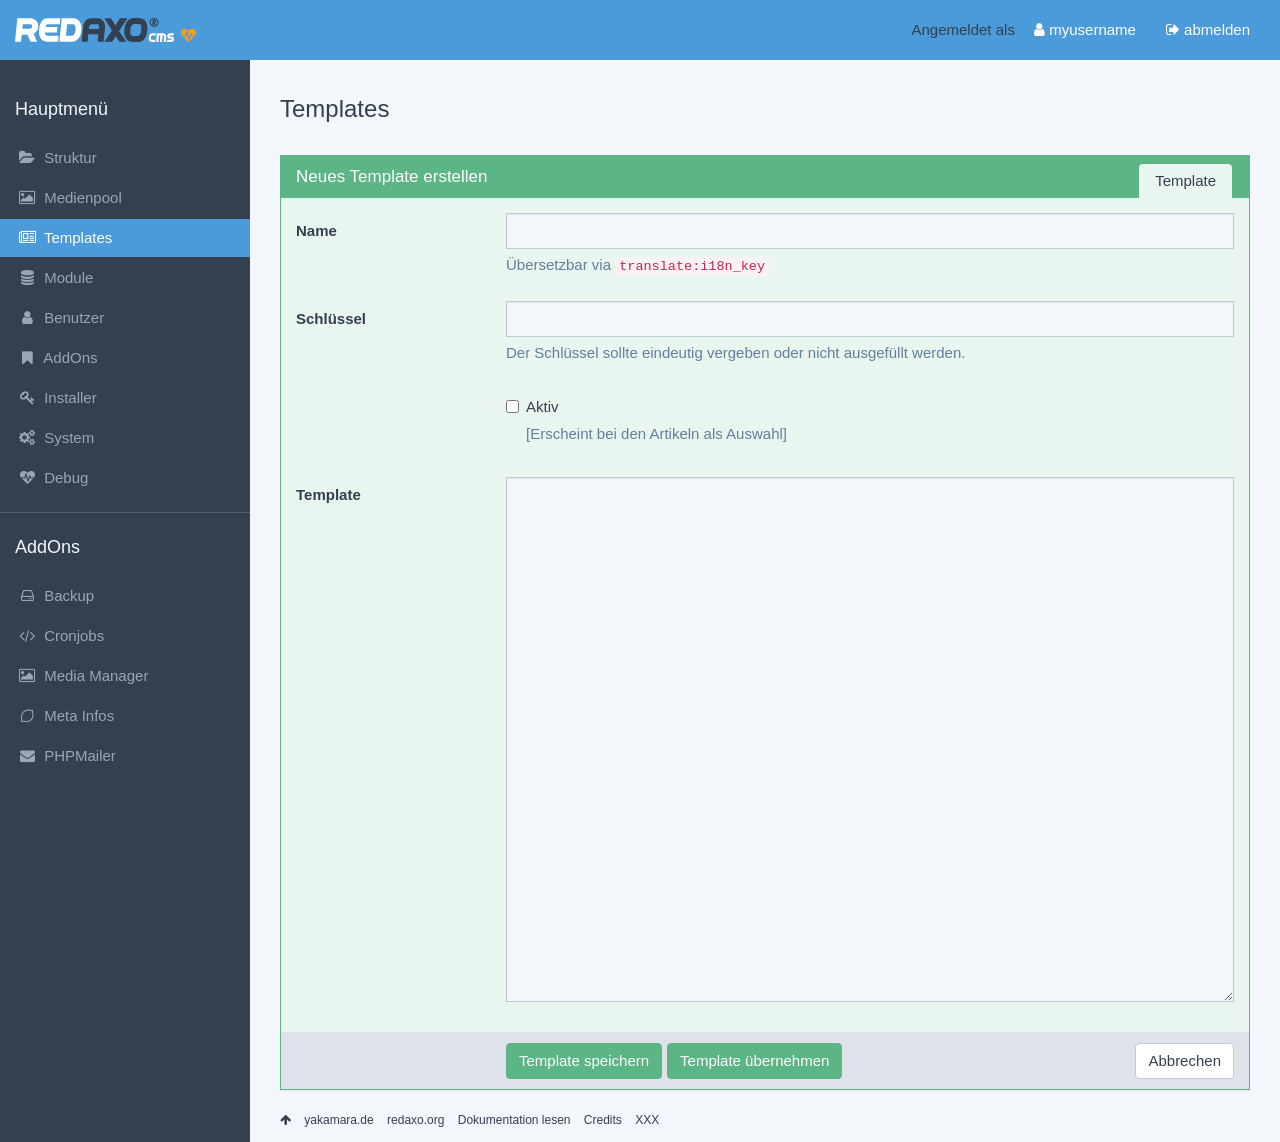 REDAXO® cms
Angemeldet als myusername abmelden
Hauptmenü
Struktur
Medienpool
Templates
Module
Benutzer
AddOns
Installer
System
Debug
AddOns
Backup
Cronjobs
Media Manager
Meta Infos
PHPMailer
Templates
Neues Template erstellen
Template
Name
Übersetzbar via translate:i18n_key
Schlüssel
Der Schlüssel sollte eindeutig vergeben oder nicht ausgefüllt werden.
Aktiv
[Erscheint bei den Artikeln als Auswahl]
Template
Template speichern Template übernehmen Abbrechen
yakamara.de redaxo.org Dokumentation lesen Credits XXX